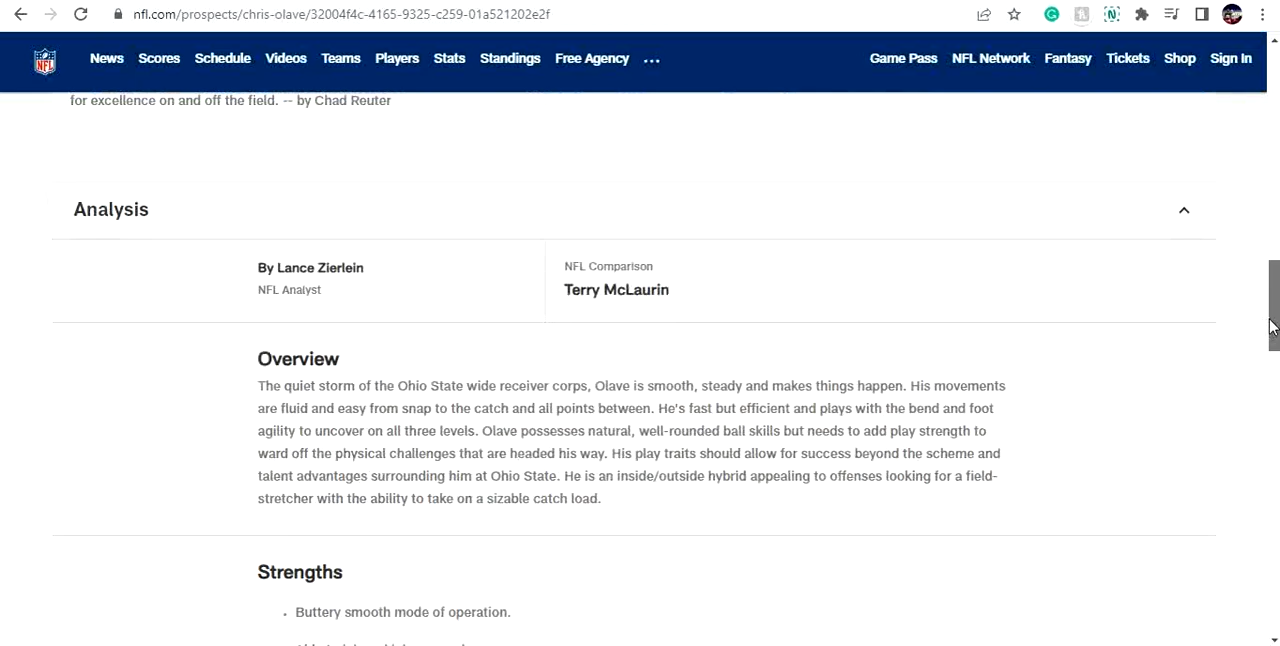 nfl.com/prospects/chris-olave/32004f4c-4165-9325-c259-01a521202e2f
NFL
News Scores Schedule Videos Teams Players Stats Standings Free Agency ... Game Pass NFL Network Fantasy Tickets Shop Sign In
for excellence on and off the field. -- by Chad Reuter
Analysis
By Lance Zierlein
NFL Analyst
NFL Comparison
Terry McLaurin
Overview
The quiet storm of the Ohio State wide receiver corps, Olave is smooth, steady and makes things happen. His movements
are fluid and easy from snap to the catch and all points between. He's fast but efficient and plays with the bend and foot
agility to uncover on all three levels. Olave possesses natural, well-rounded ball skills but needs to add play strength to
ward off the physical challenges that are headed his way. His play traits should allow for success beyond the scheme and
talent advantages surrounding him at Ohio State. He is an inside/outside hybrid appealing to offenses looking for a field-
stretcher with the ability to take on a sizable catch load.
Strengths
• Buttery smooth mode of operation.